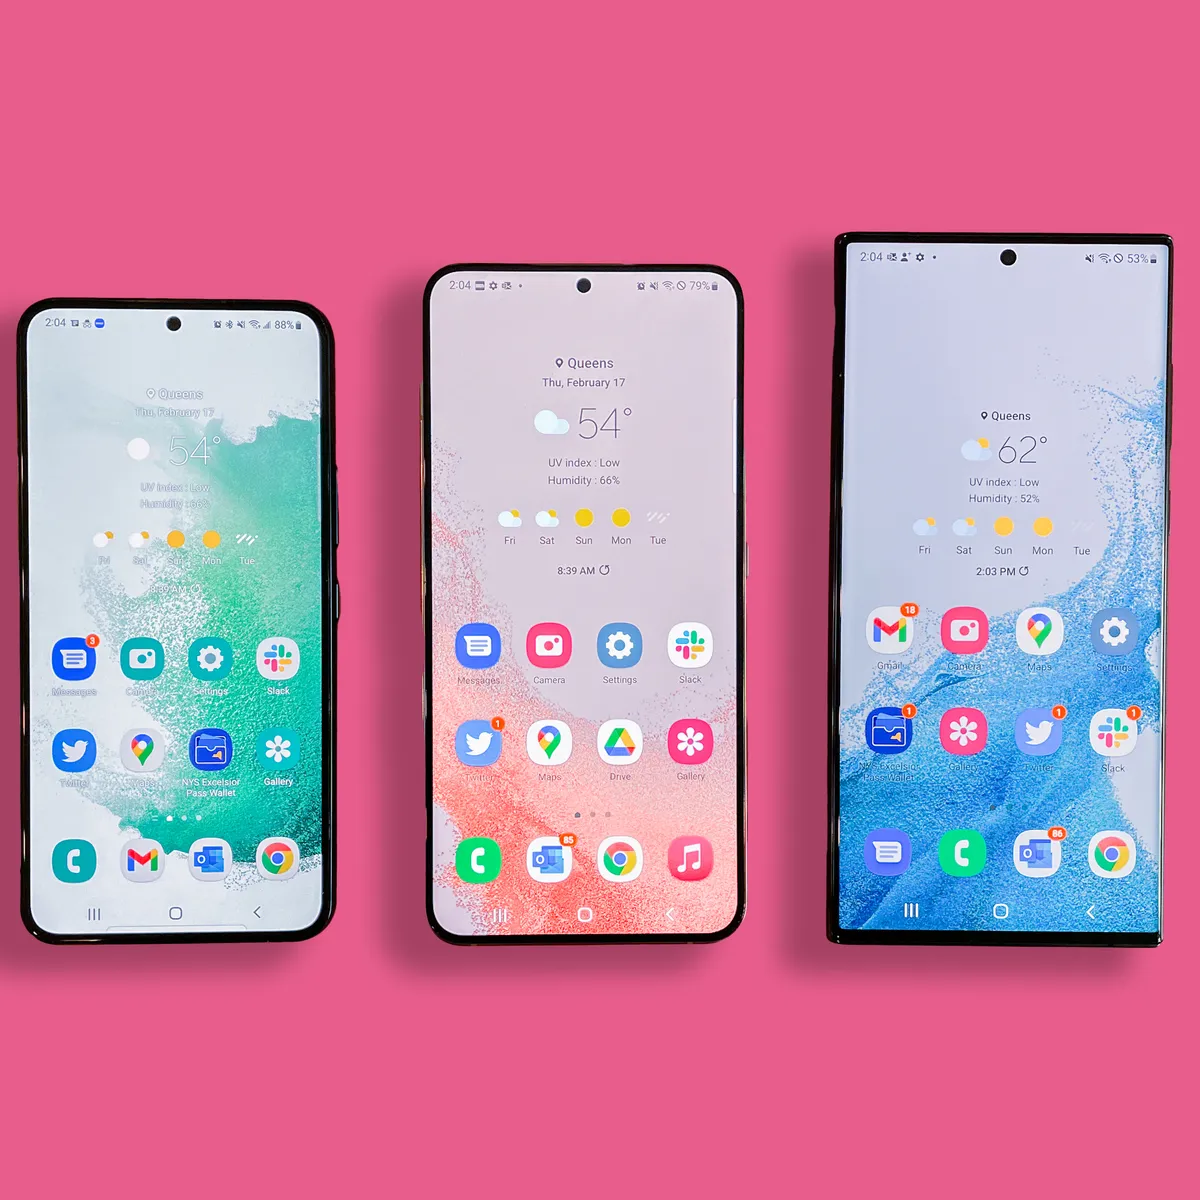 2:04
88%
Queens
Thu, February 17
54°
UV index : Low
Humidity : 66%
Fri Sat Sun Mon Tue
8:39 AM
3
Messages Camera Settings Slack
Twitter Maps NYS Excelsior Gallery
Pass Wallet
2:04
79%
Queens
Thu, February 17
54°
UV index : Low
Humidity : 66%
Fri Sat Sun Mon Tue
8:39 AM
Messages Camera Settings Slack
1
Twitter Maps Drive Gallery
85
2:04
53%
Queens
62°
UV index : Low
Humidity : 52%
Fri Sat Sun Mon Tue
2:03 PM
18
Gmail Camera Maps Settings
1 1 1
NYS Excelsior Gallery Twitter Slack
Pass Wallet
86